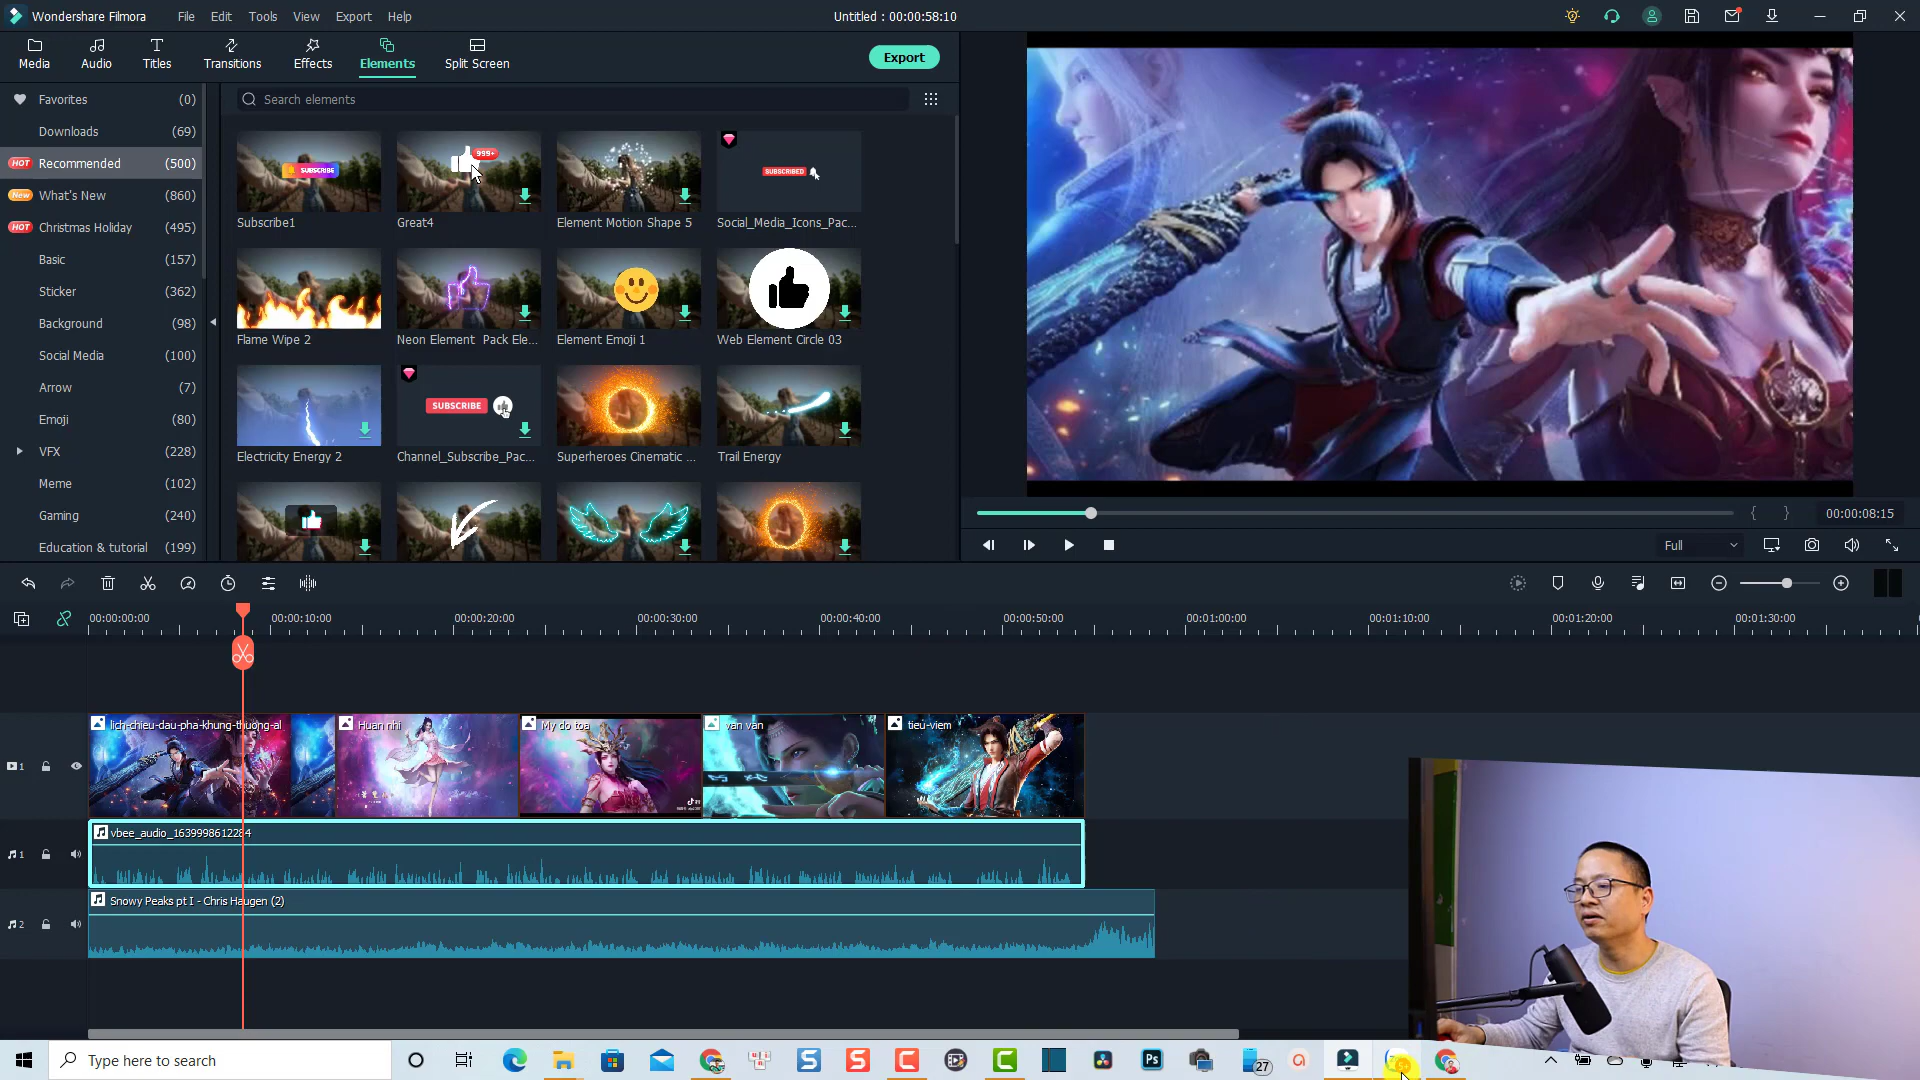 Wondershare Filmora File Edit Tools View Export Help Untitled : 00:00:58:10
Media Audio Titles Transitions Effects Elements Split Screen Export
Favorites (0)
Downloads (69)
HOT Recommended (500)
New What's New (860)
HOT Christmas Holiday (495)
Basic (157)
Sticker (362)
Background (98)
Social Media (100)
Arrow (7)
Emoji (80)
VFX (228)
Meme (102)
Gaming (240)
Education & tutorial (199)
Search elements
SUBSCRIBE 999+ SUBSCRIBED
Subscribe1 Great4 Element Motion Shape 5 Social_Media_Icons_Pac...
Flame Wipe 2 Neon Element Pack Ele... Element Emoji 1 Web Element Circle 03
SUBSCRIBE
Electricity Energy 2 Channel_Subscribe_Pac... Superheroes Cinematic ... Trail Energy
{ } 00:00:08:15
Full
00:00:00:00 00:00:10:00 00:00:20:00 00:00:30:00 00:00:40:00 00:00:50:00 00:01:00:00 00:01:10:00 00:01:20:00 00:01:30:00
lich-chieu-dau-pha-khung-thuong-al Huan nhi My do toa van van tieu-viem
1
vbee_audio_1639998612284
1
Snowy Peaks pt I - Chris Haugen (2)
2
Type here to search
S S C C Ps 27